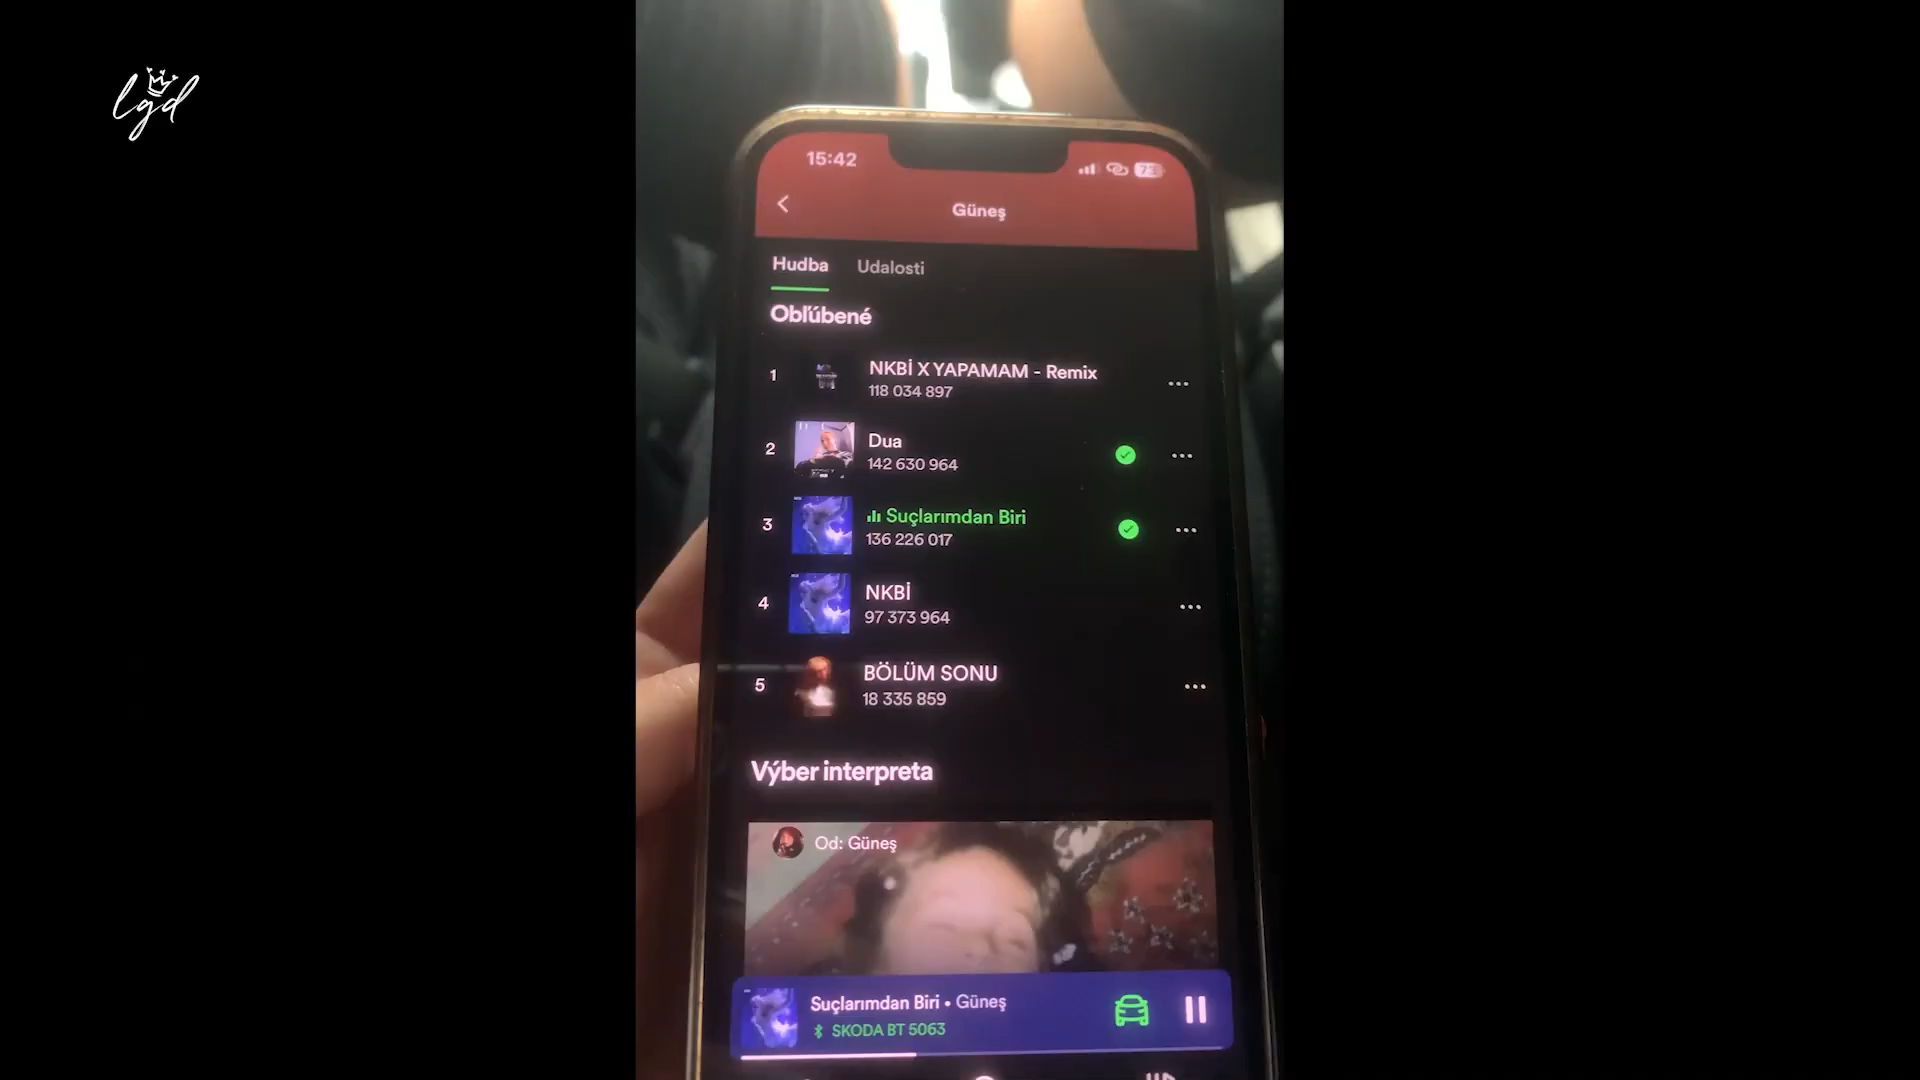 lgd
15:42
73
Güneş
Hudba Udalosti
Obľúbené
1 NKBİ X YAPAMAM - Remix
118 034 897
2 Dua
142 630 964
3 Suçlarımdan Biri
136 226 017
4 NKBİ
97 373 964
5 BÖLÜM SONU
18 335 859
Výber interpreta
Od: Güneş
Suçlarımdan Biri • Güneş
SKODA BT 5063